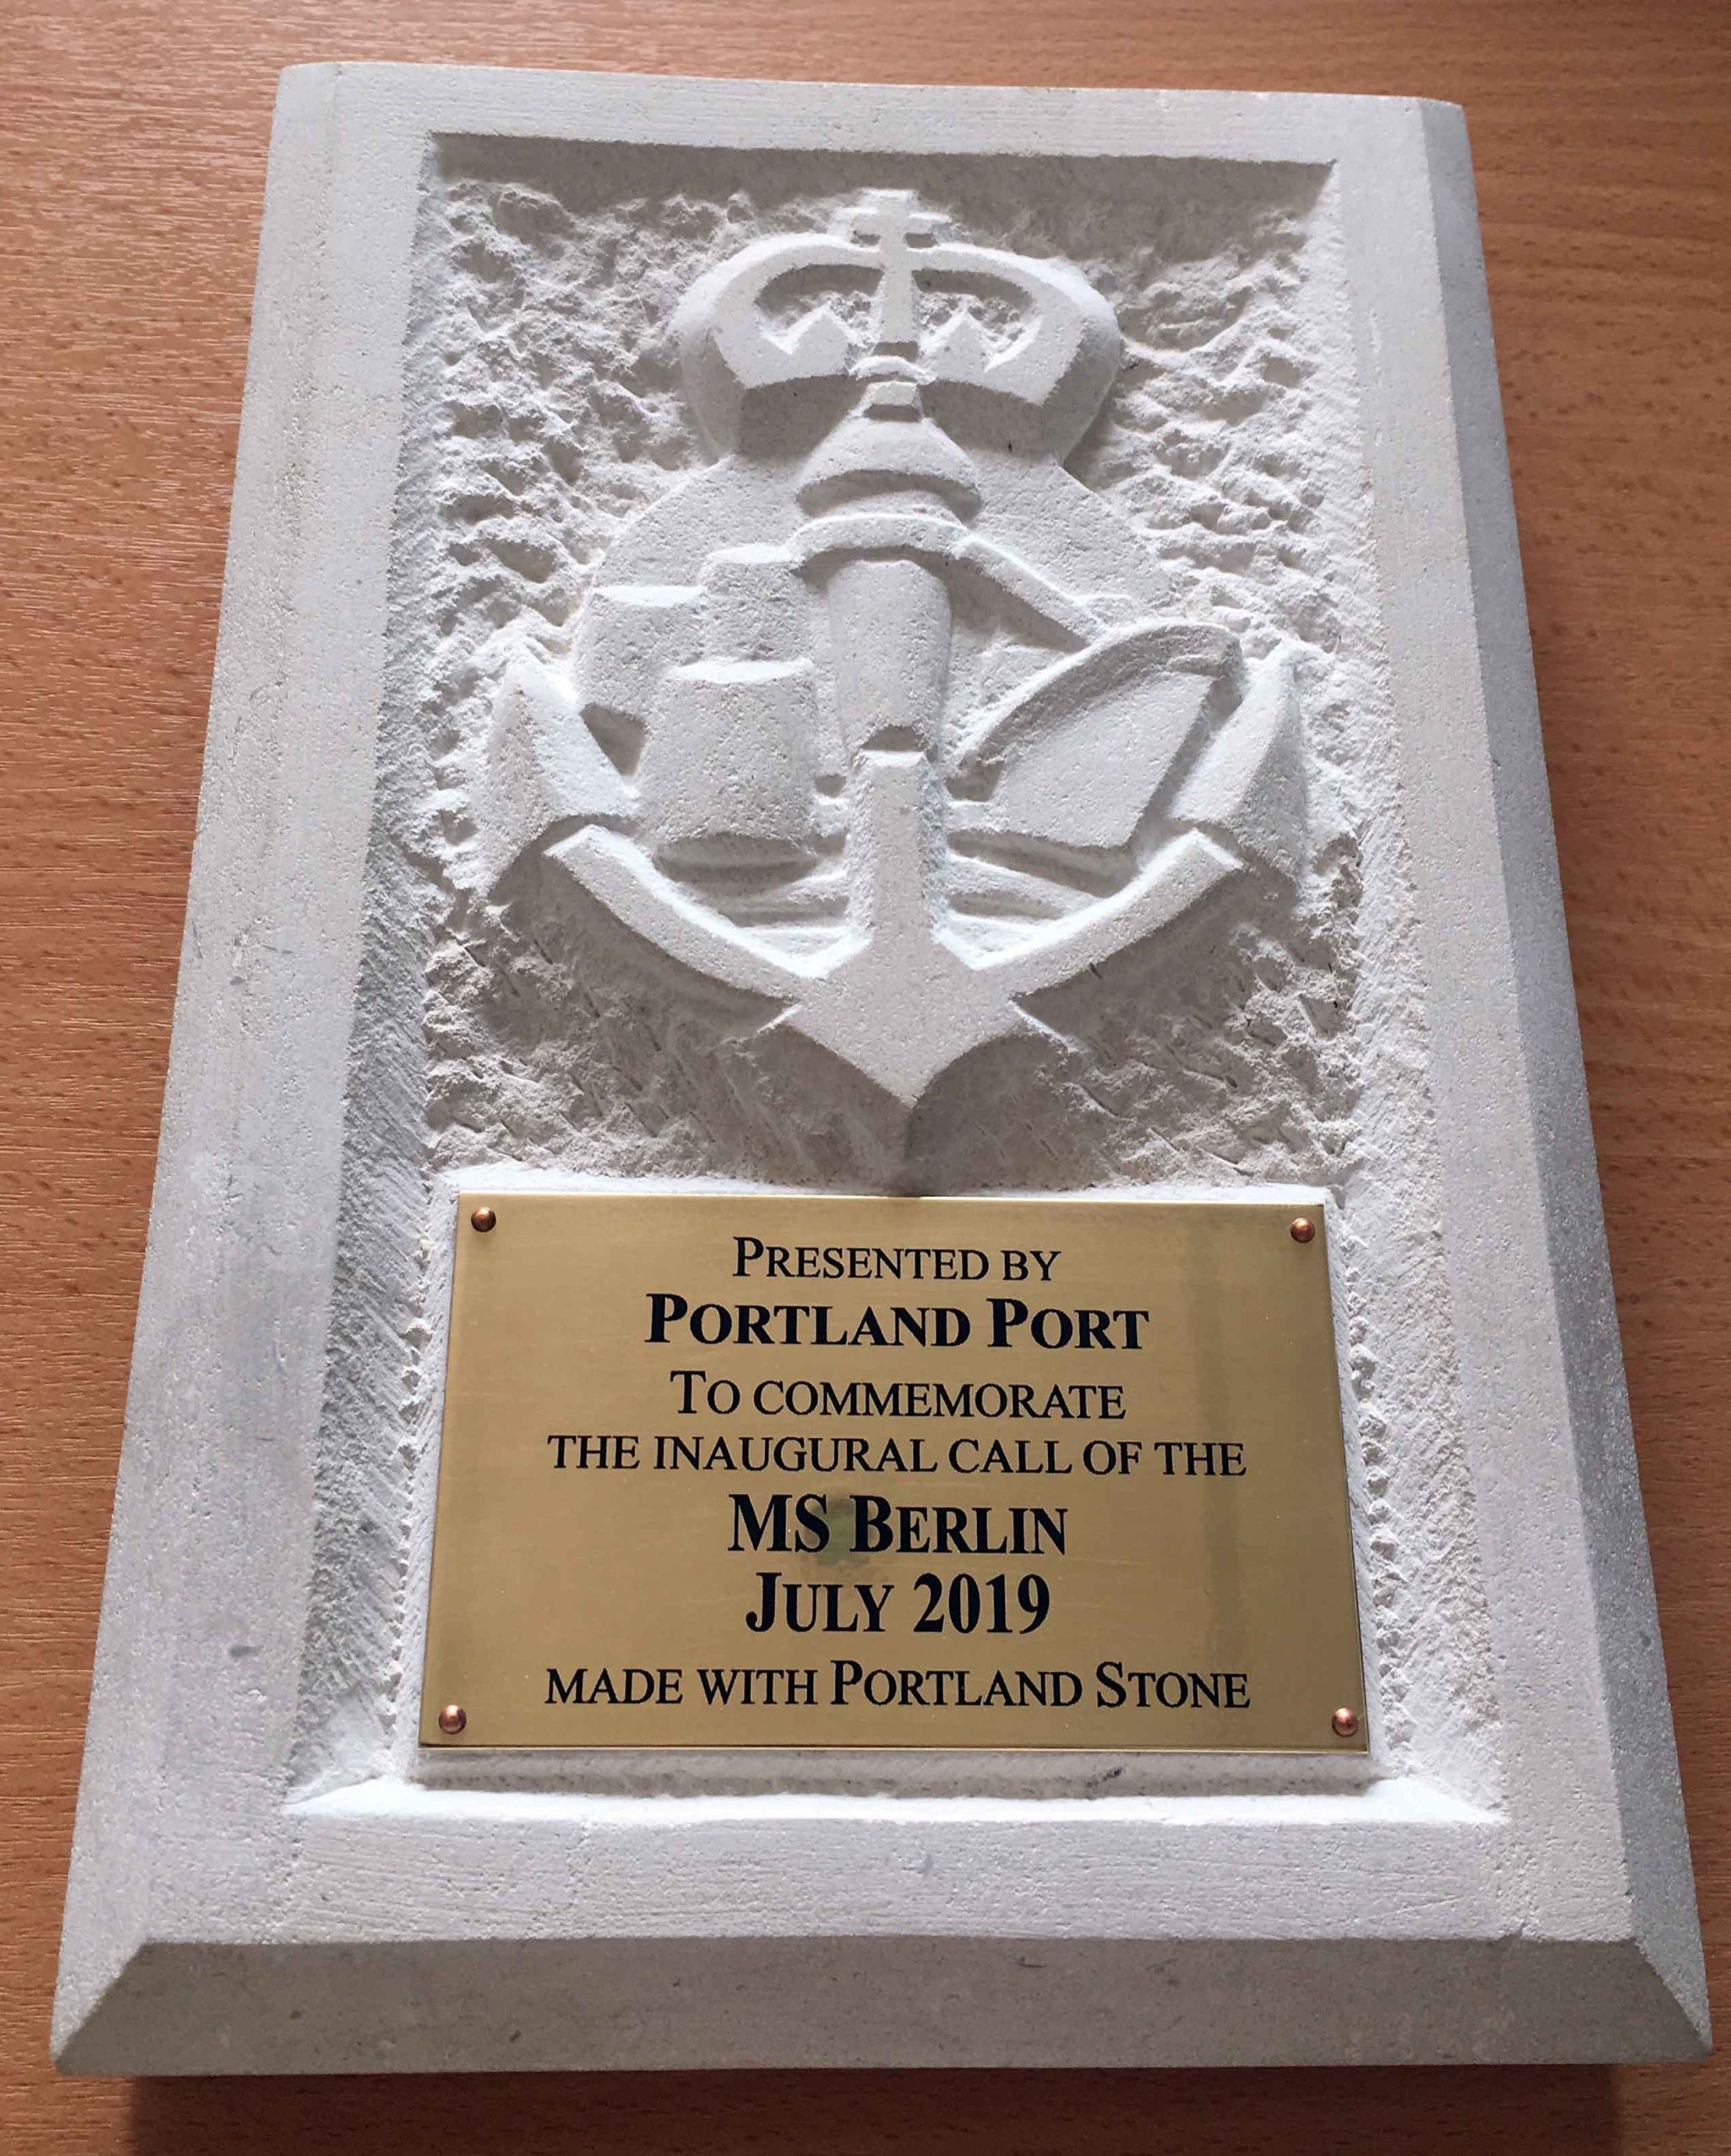 PRESENTED BY
PORTLAND PORT
TO COMMEMORATE
THE INAUGURAL CALL OF THE
MS BERLIN
JULY 2019
MADE WITH PORTLAND STONE